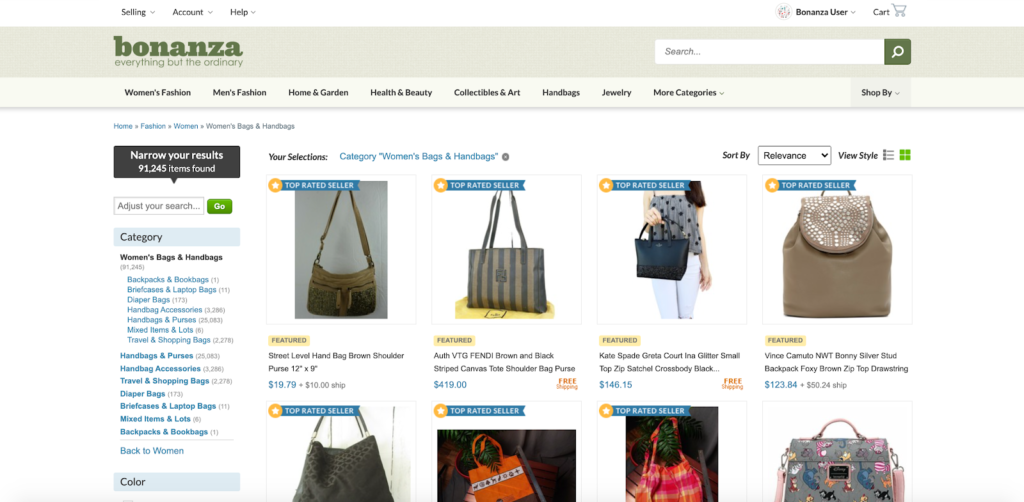 Selling
Account
Help
Bonanza User
Cart
bonanza
everything but the ordinary
Search...
Women's Fashion
Men's Fashion
Home & Garden
Health & Beauty
Collectibles & Art
Handbags
Jewelry
More Categories
Shop By
Home » Fashion » Women » Women's Bags & Handbags
Narrow your results
91,245 items found
Adjust your search...
Go
Category
Women's Bags & Handbags
(91,245)
Backpacks & Bookbags (1)
Briefcases & Laptop Bags (11)
Diaper Bags (173)
Handbag Accessories (3,286)
Handbags & Purses (25,083)
Mixed Items & Lots (6)
Travel & Shopping Bags (2,278)
Handbags & Purses (25,083)
Handbag Accessories (3,286)
Travel & Shopping Bags (2,278)
Diaper Bags (173)
Briefcases & Laptop Bags (11)
Mixed Items & Lots (6)
Backpacks & Bookbags (1)
Back to Women
Color
Your Selections:
Category "Women's Bags & Handbags"
Sort By
Relevance
View Style
TOP RATED SELLER
FEATURED
Street Level Hand Bag Brown Shoulder
Purse 12" x 9"
$19.79 + $10.00 ship
TOP RATED SELLER
FEATURED
Auth VTG FENDI Brown and Black
Striped Canvas Tote Shoulder Bag Purse
$419.00
FREE
Shipping
TOP RATED SELLER
FEATURED
Kate Spade Greta Court Ina Glitter Small
Top Zip Satchel Crossbody Black...
$146.15
FREE
Shipping
TOP RATED SELLER
FEATURED
Vince Camuto NWT Bonny Silver Stud
Backpack Foxy Brown Zip Top Drawstring
$123.84 + $50.24 ship
TOP RATED SELLER
TOP RATED SELLER
TOP RATED SELLER